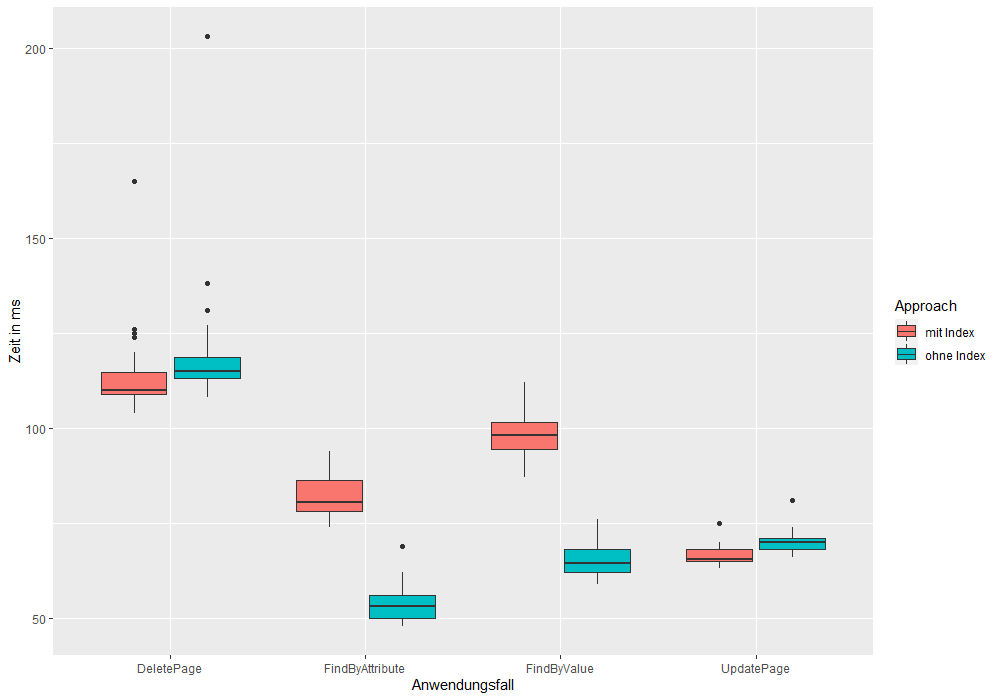 Zeit in ms
200
150
100
50
DeletePage
FindByAttribute
FindByValue
UpdatePage
Anwendungsfall
Approach
mit Index
ohne Index